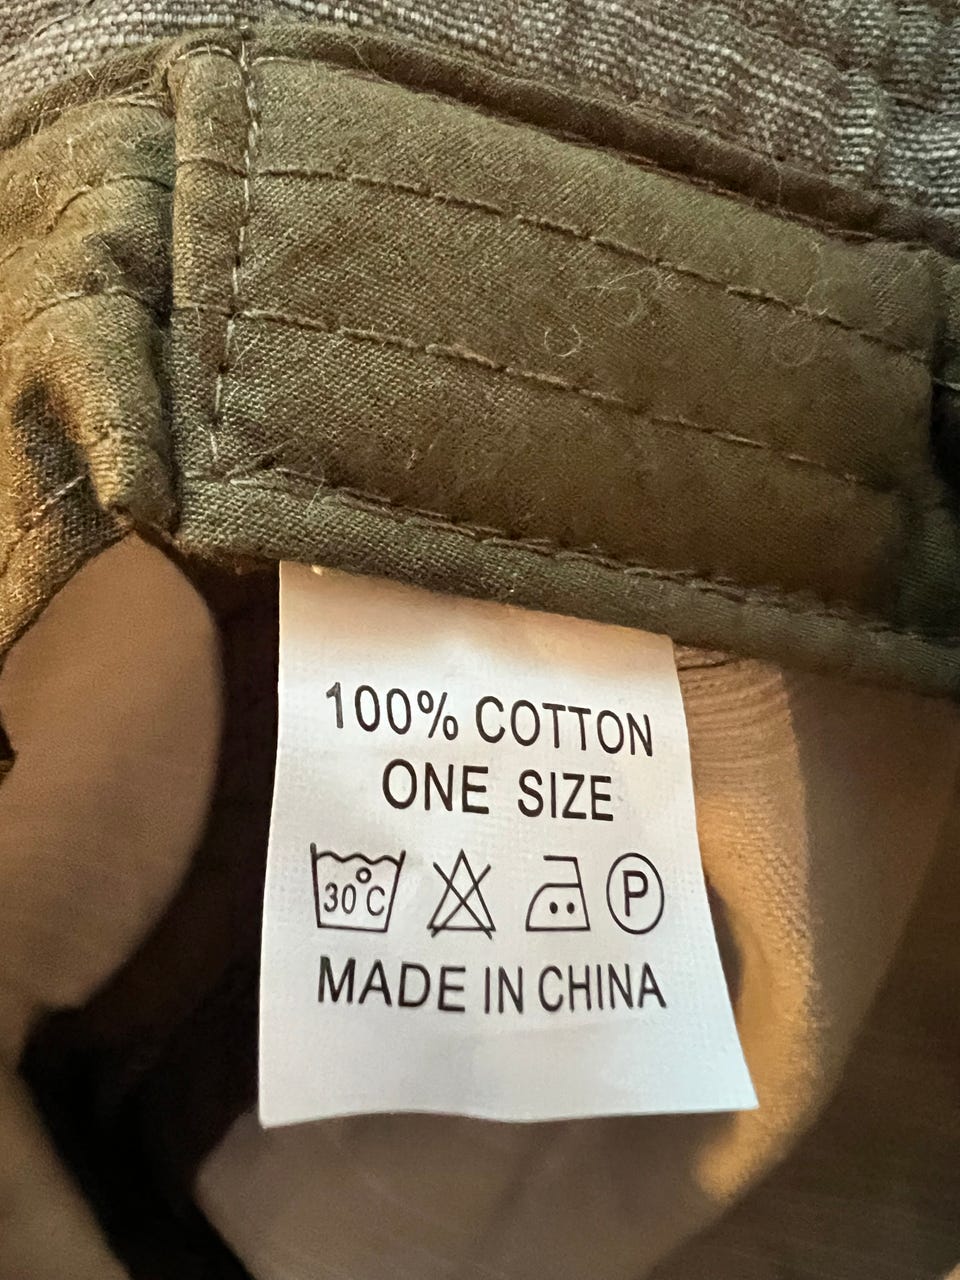 100% COTTON
ONE SIZE
30°C P
MADE IN CHINA